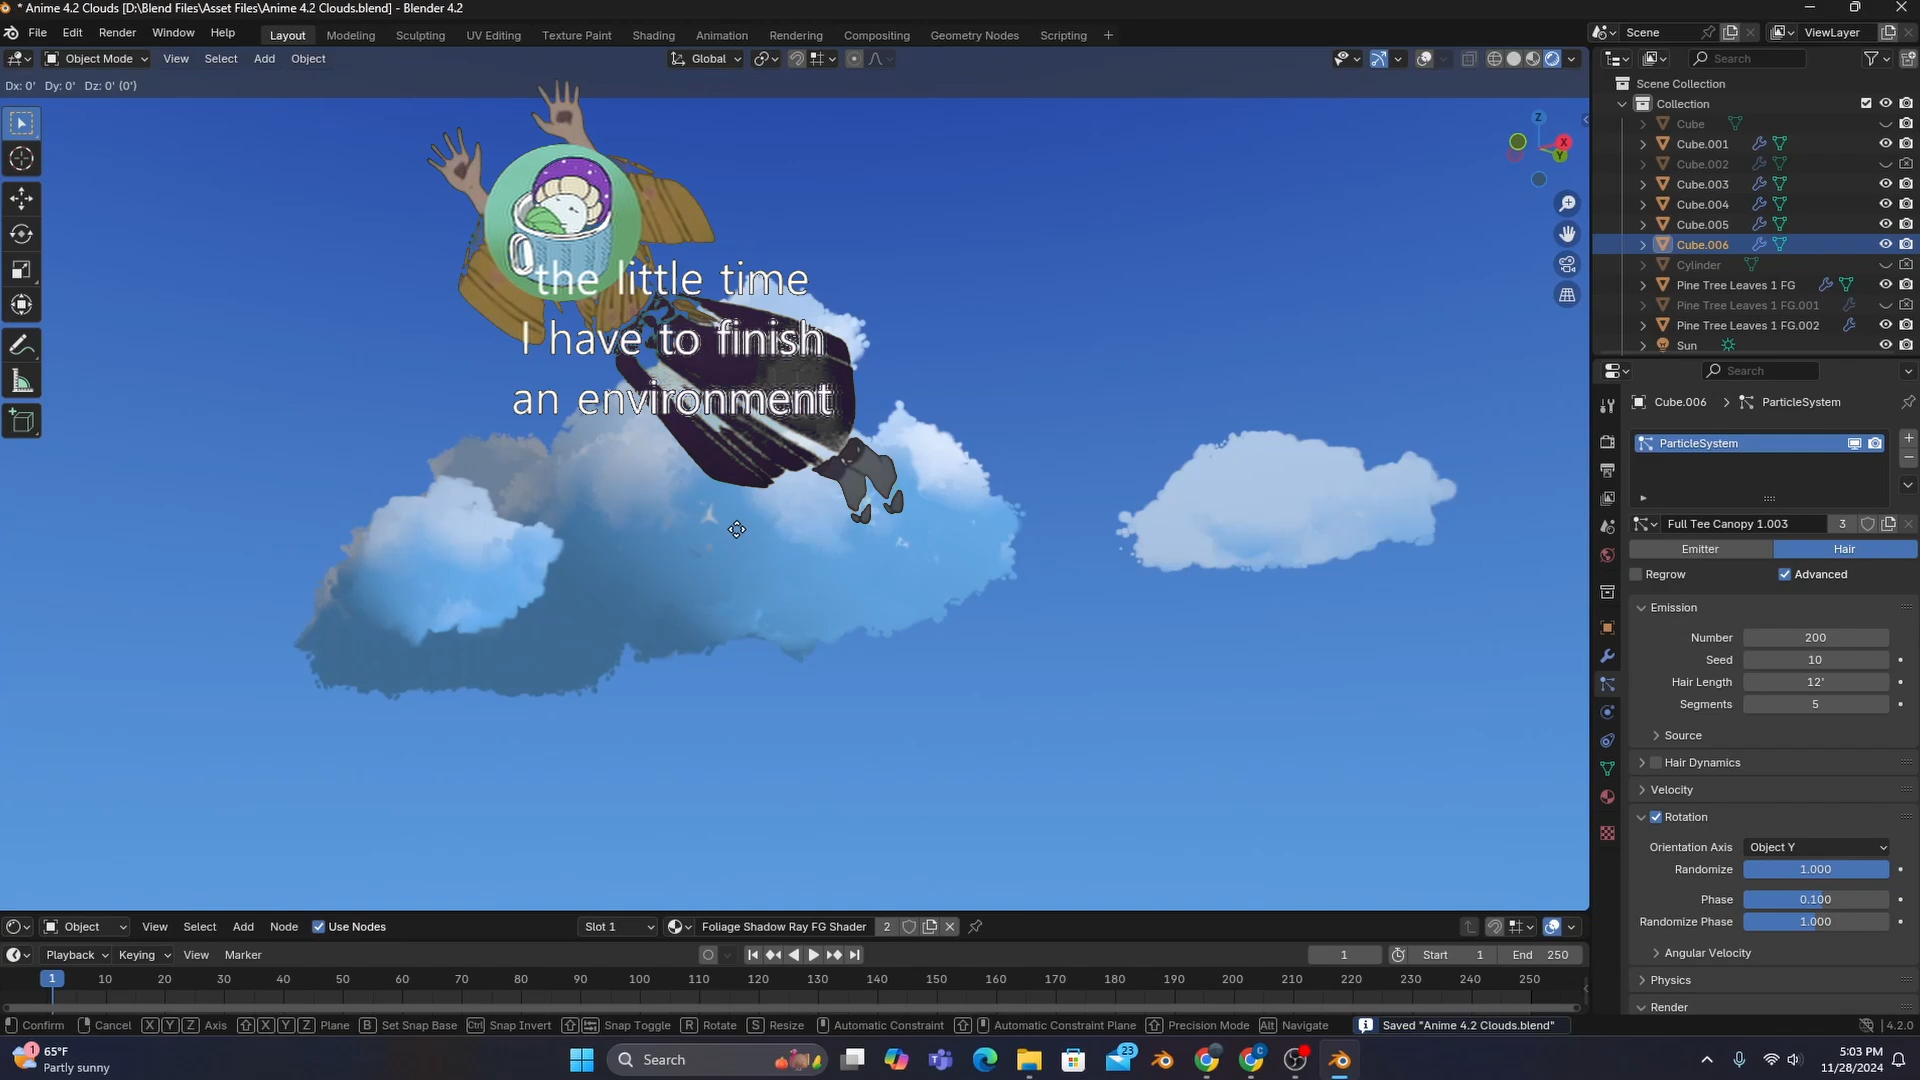 * Anime 4.2 Clouds [D:\Blend Files\Asset Files\Anime 4.2 Clouds.blend] - Blender 4.2
File Edit Render Window Help Layout Modeling Sculpting UV Editing Texture Paint Shading Animation Rendering Compositing Geometry Nodes Scripting + Scene ViewLayer
Object Mode View Select Add Object Global Search
Dx: 0' Dy: 0' Dz: 0' (0')
Scene Collection
Collection
Cube
Cube.001
Cube.002
Cube.003
Cube.004
Cube.005
Cube.006
Cylinder
Pine Tree Leaves 1 FG
Pine Tree Leaves 1 FG.001
Pine Tree Leaves 1 FG.002
Sun
Z
X
Y
the little time
I have to finish
an environment
Search
Cube.006 > ParticleSystem
ParticleSystem
Full Tee Canopy 1.003 3
Emitter Hair
Regrow Advanced
Emission
Number 200
Seed 10
Hair Length 12'
Segments 5
Source
Hair Dynamics
Velocity
Rotation
Orientation Axis Object Y
Randomize 1.000
Phase 0.100
Randomize Phase 1.000
Angular Velocity
Physics
Render
Object View Select Add Node Use Nodes Slot 1 Foliage Shadow Ray FG Shader 2
Playback Keying View Marker 1 Start 1 End 250
1 10 20 30 40 50 60 70 80 90 100 110 120 130 140 150 160 170 180 190 200 210 220 230 240 250
Confirm Cancel X Y Z Axis X Y Z Plane B Set Snap Base Ctrl Snap Invert Snap Toggle R Rotate S Resize Automatic Constraint Automatic Constraint Plane Precision Mode Alt Navigate Saved "Anime 4.2 Clouds.blend" 4.2.0
1 65°F
Partly sunny
Search
23
5:03 PM
11/28/2024